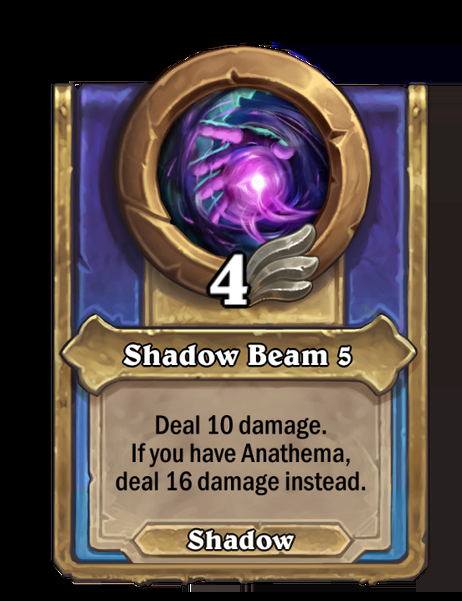 4
Shadow Beam 5
Deal 10 damage.
If you have Anathema,
deal 16 damage instead.
Shadow